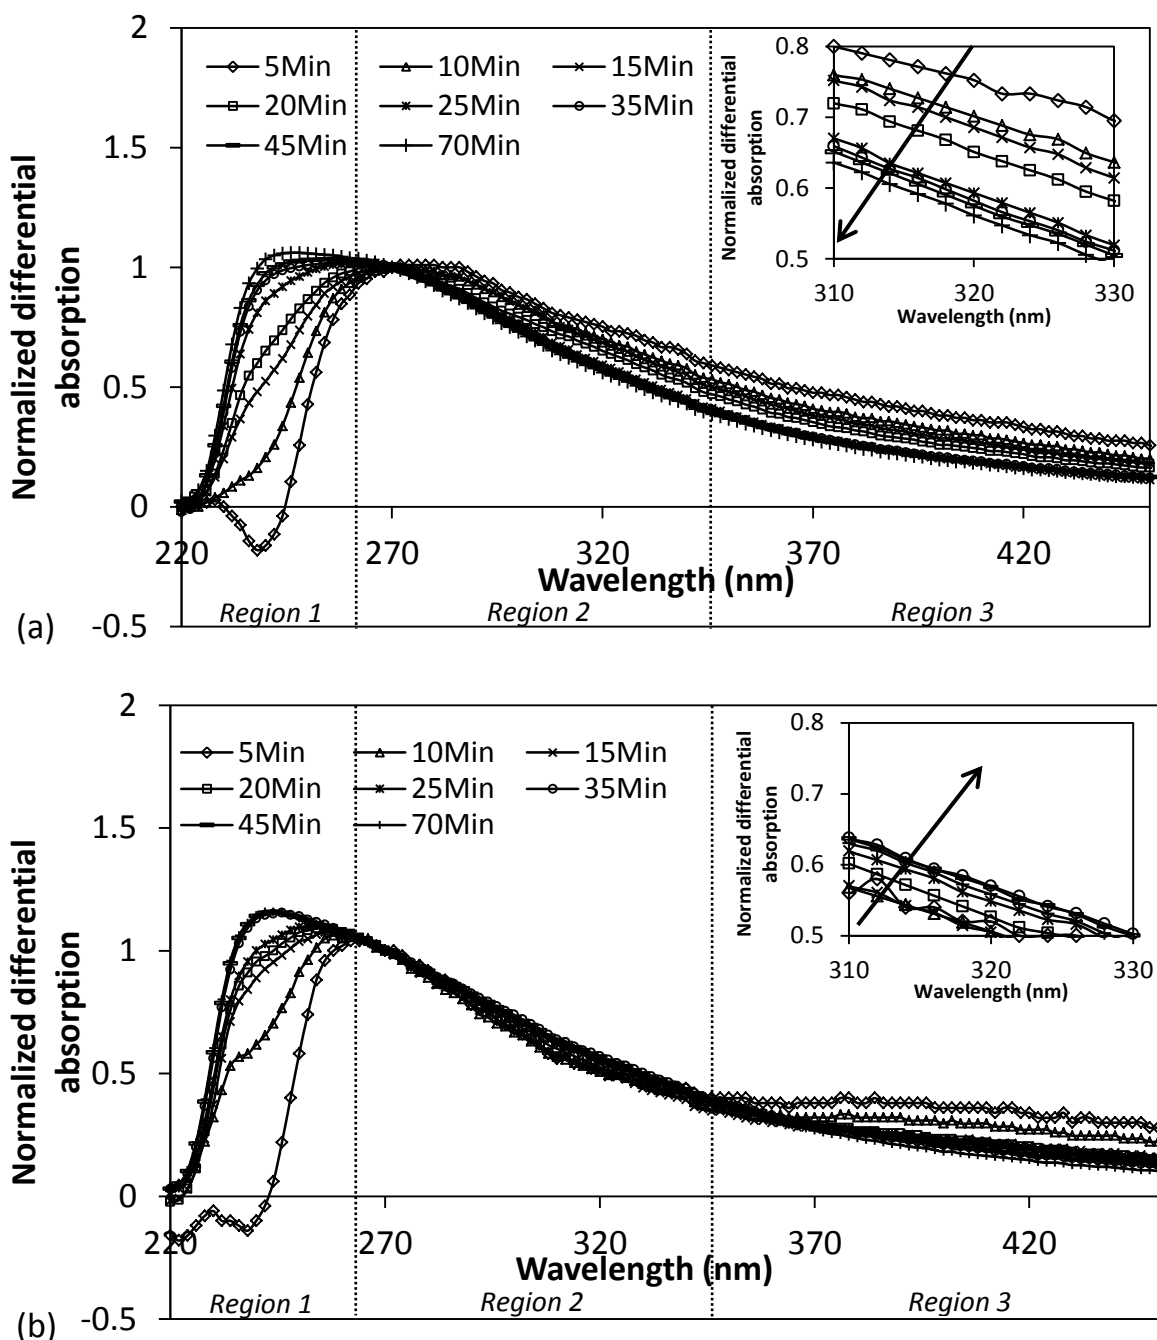 2
5Min 10Min 15Min
20Min 25Min 35Min
45Min 70Min
1.5
1
0.5
0
-0.5
220 270 320 370 420
Wavelength (nm)
Normalized differential
absorption
Region 1 Region 2 Region 3
(a)
0.8
0.7
0.6
0.5
310 320 330
Wavelength (nm)
Normalized differential
absorption
2
5Min 10Min 15Min
20Min 25Min 35Min
45Min 70Min
1.5
1
0.5
0
-0.5
220 270 320 370 420
Wavelength (nm)
Normalized differential
absorption
Region 1 Region 2 Region 3
(b)
0.8
0.7
0.6
0.5
310 320 330
Wavelength (nm)
Normalized differential
absorption